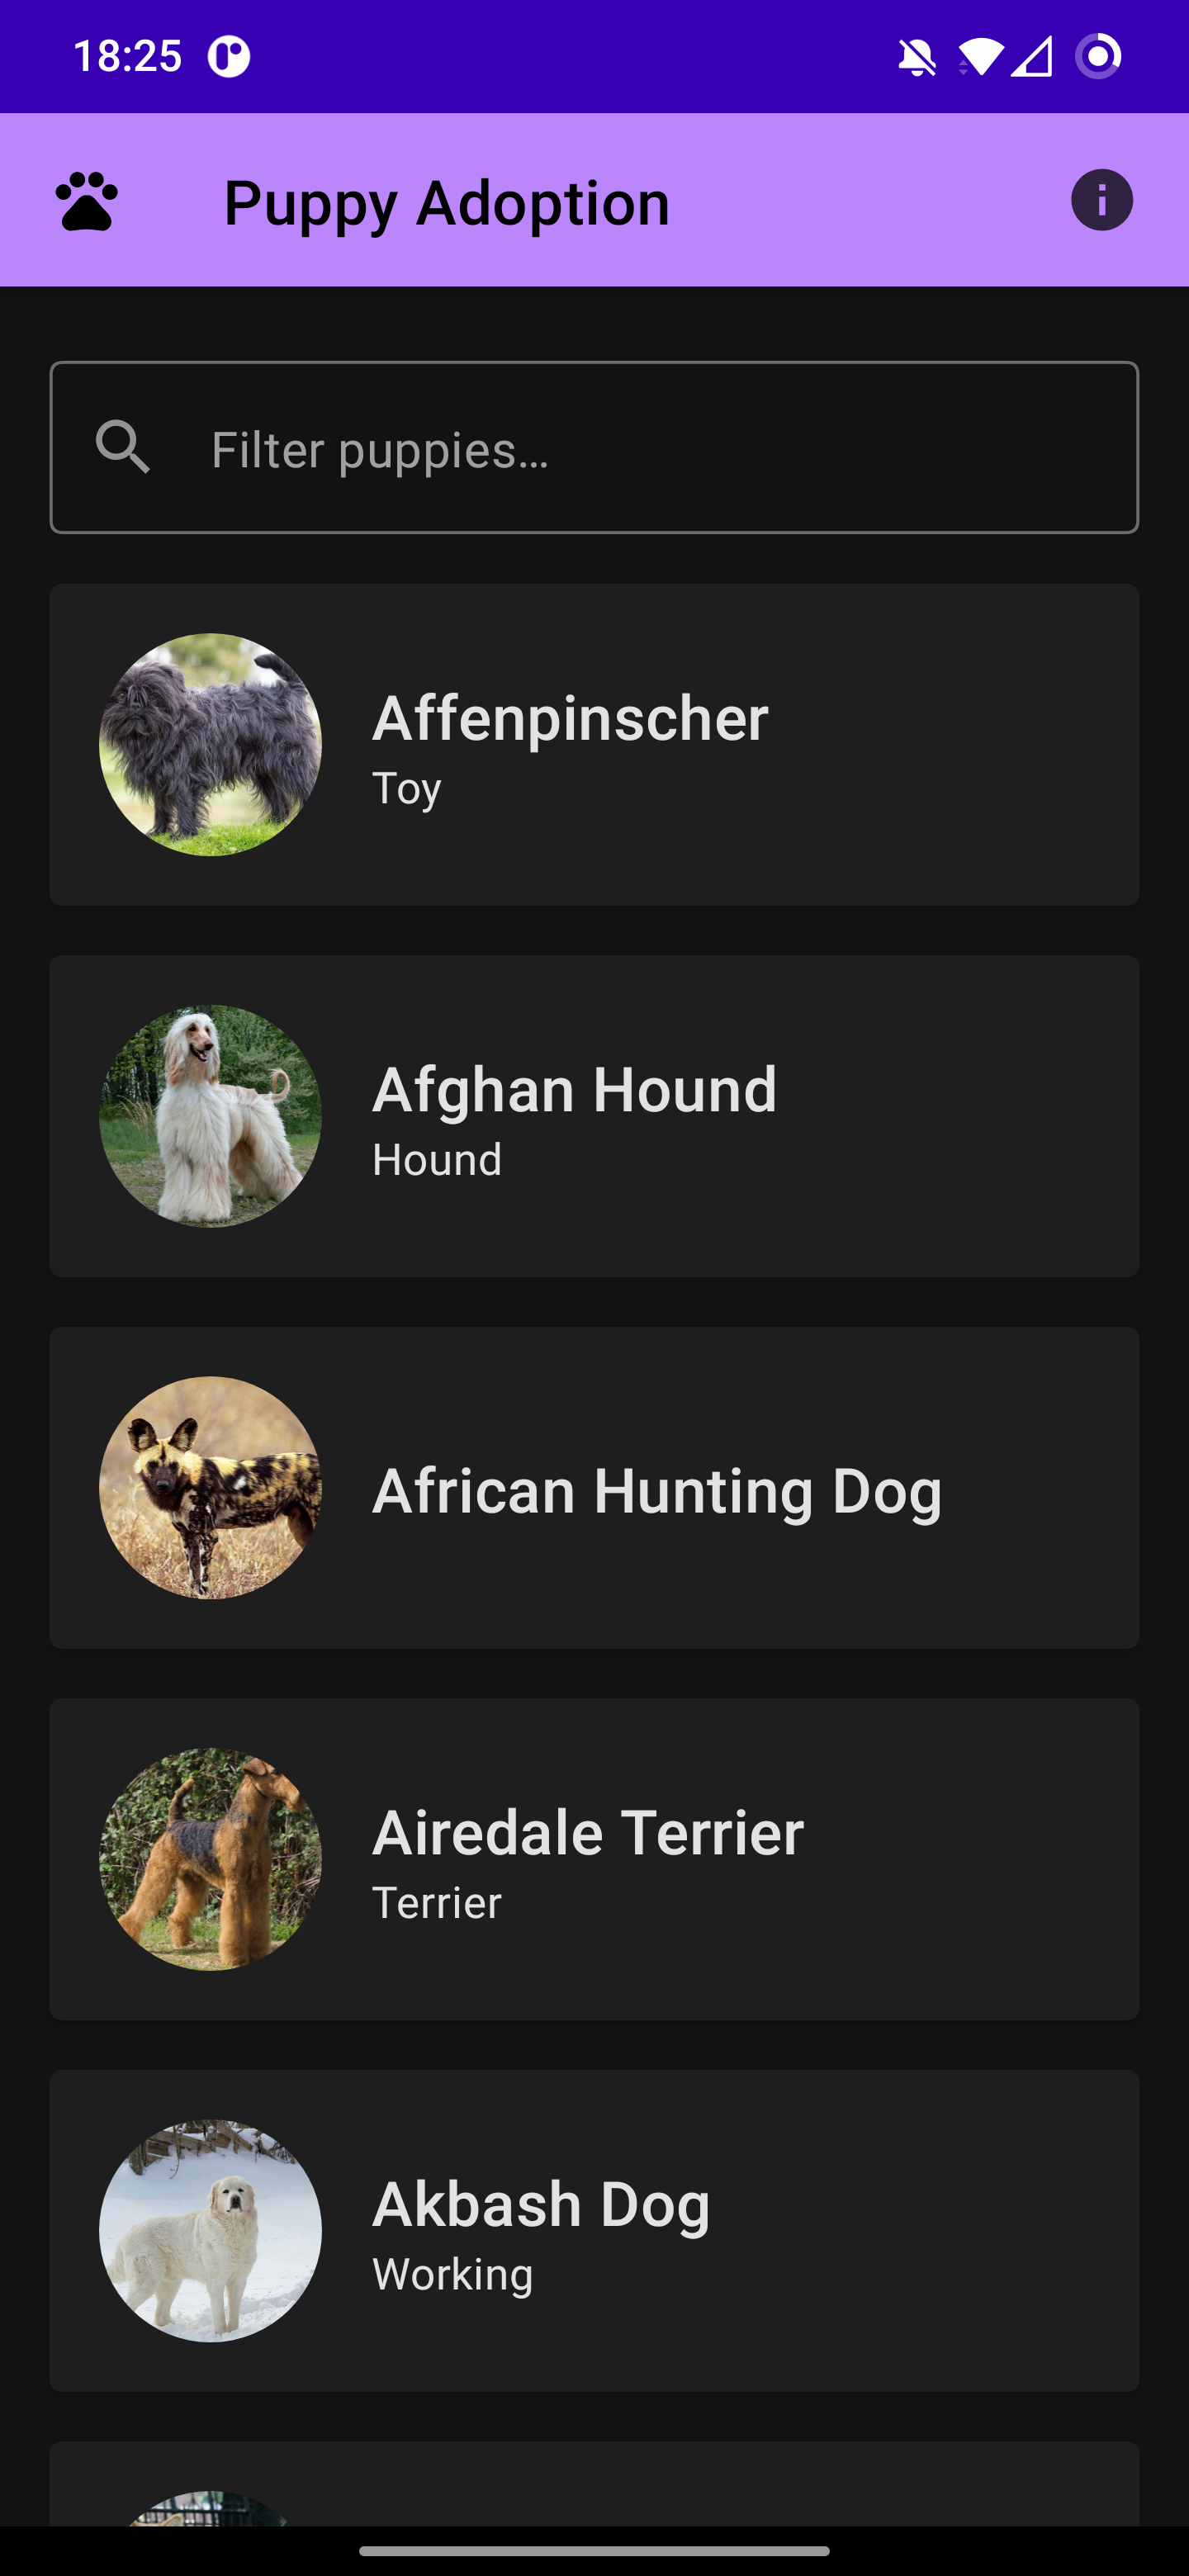 18:25
Puppy Adoption
Filter puppies…
Affenpinscher
Toy
Afghan Hound
Hound
African Hunting Dog
Airedale Terrier
Terrier
Akbash Dog
Working